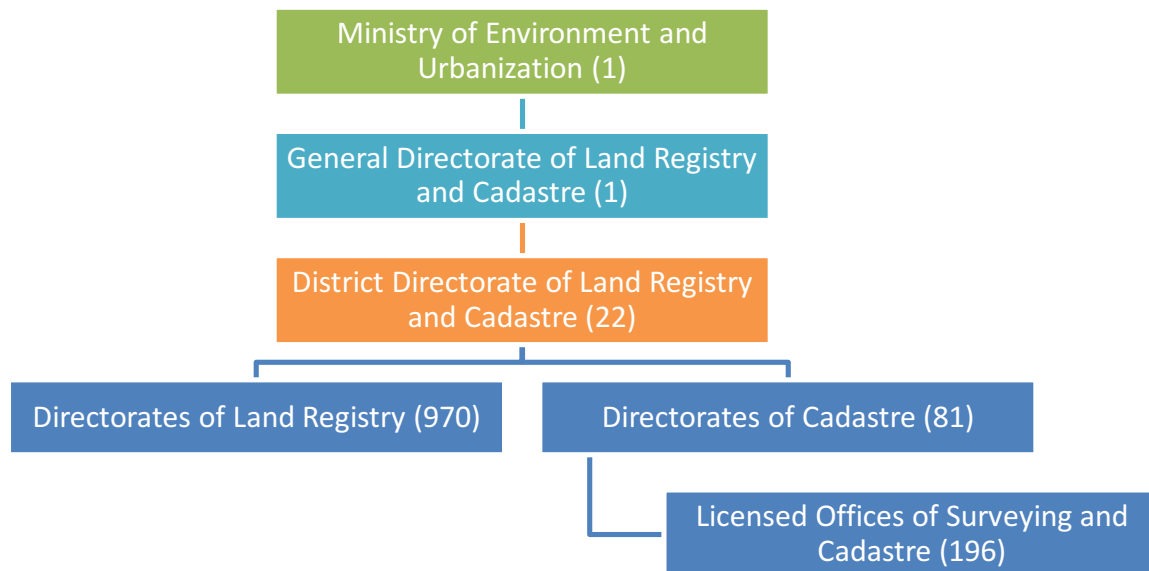 Ministry of Environment and
Urbanization (1)
General Directorate of Land Registry
and Cadastre (1)
District Directorate of Land Registry
and Cadastre (22)
Directorates of Land Registry (970)
Directorates of Cadastre (81)
Licensed Offices of Surveying and
Cadastre (196)